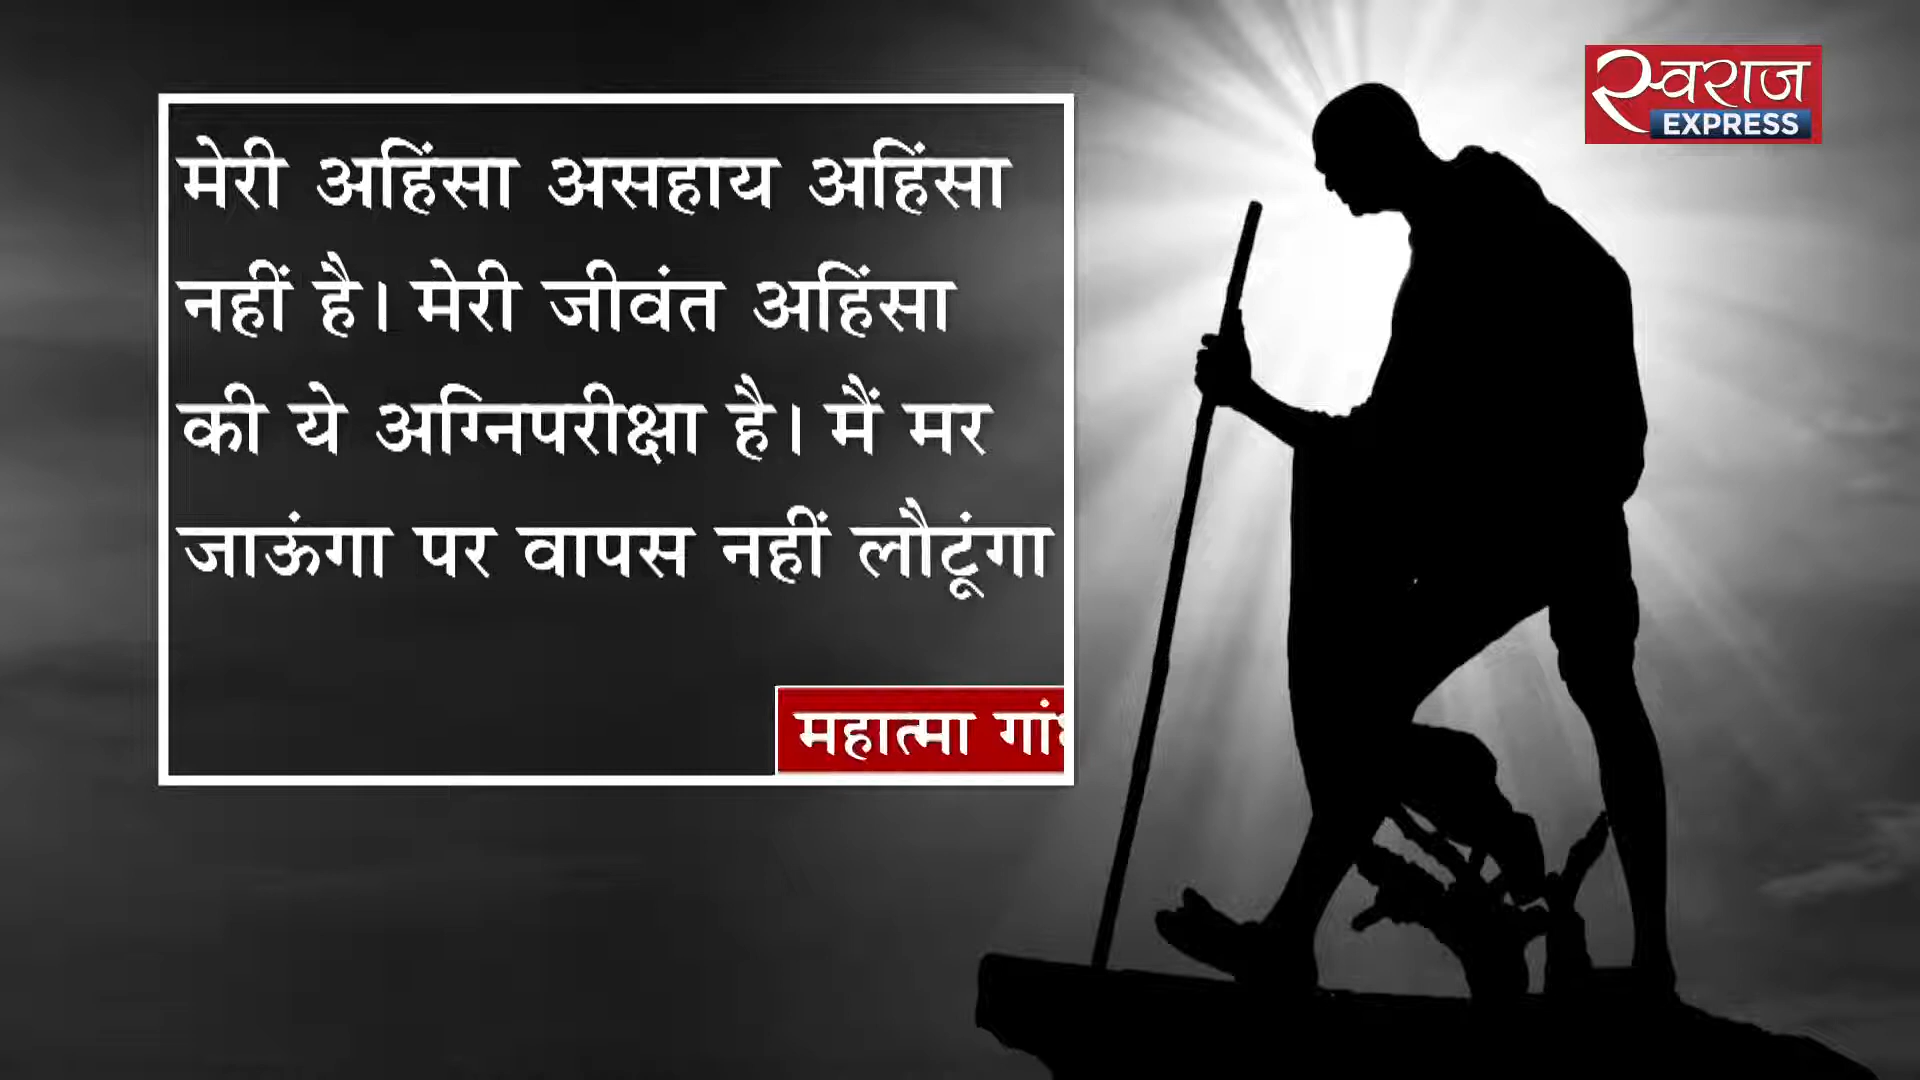 स्वराज
EXPRESS
मेरी अहिंसा असहाय अहिंसा
नहीं है। मेरी जीवंत अहिंसा
की ये अग्निपरीक्षा है। मैं मर
जाऊंगा पर वापस नहीं लौटूंगा
महात्मा